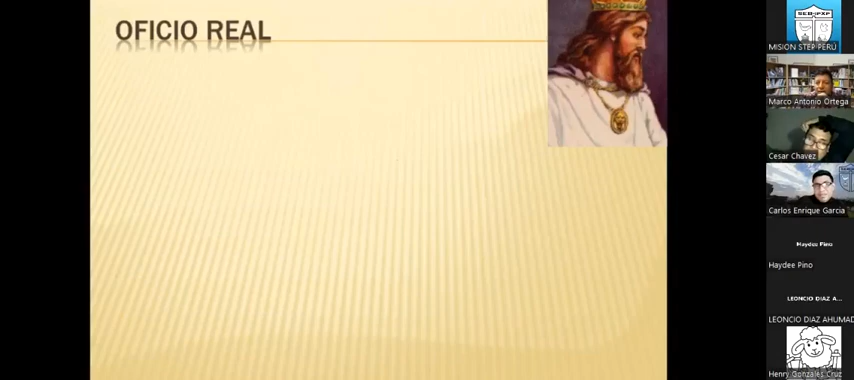 OFICIO REAL
SEB-PXP
MISION STEP PERÚ
Marco Antonio Ortega
Cesar Chavez
Carlos Enrique Garcia
Haydee Pino
Haydee Pino
LEONCIO DIAZ A...
LEONCIO DIAZ AHUMAD
Henry Gonzales Cruz